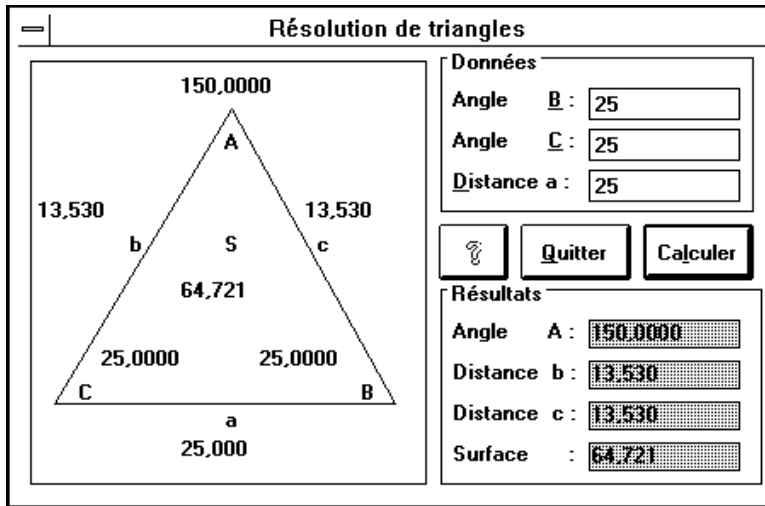 Résolution de triangles
150,0000
A
13,530
13,530
b
S
c
64,721
25,0000
25,0000
C
B
a
25,000
Données
Angle B : 25
Angle C : 25
Distance a : 25
?
Quitter
Calculer
Résultats
Angle A : 150,0000
Distance b : 13,530
Distance c : 13,530
Surface : 64,721